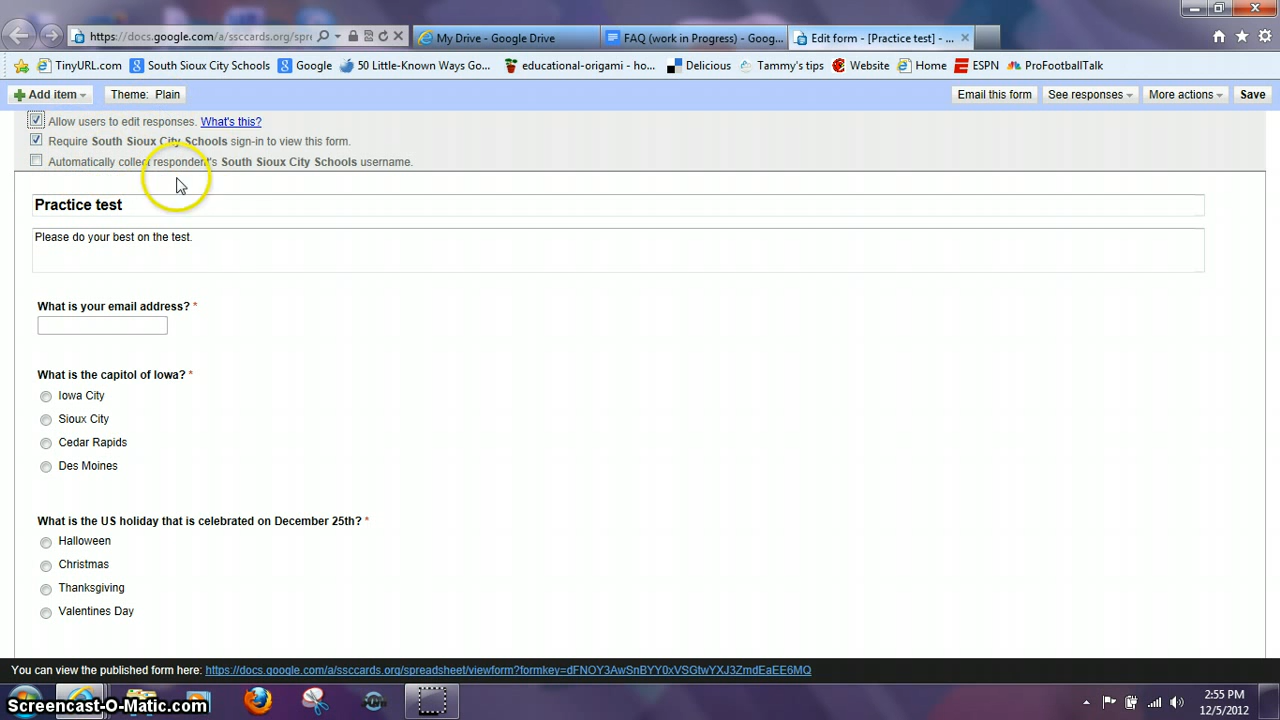 https://docs.google.com/a/ssccards.org/spre
My Drive - Google Drive
FAQ (work in Progress) - Goog...
Edit form - [Practice test] - ...
TinyURL.com
South Sioux City Schools
Google
50 Little-Known Ways Go...
educational-origami - ho...
Delicious
Tammy's tips
Website
Home
ESPN
ProFootballTalk
Add item
Theme: Plain
Email this form
See responses
More actions
Save
Allow users to edit responses. What's this?
Require South Sioux City Schools sign-in to view this form.
Automatically collect respondent's South Sioux City Schools username.
Practice test
Please do your best on the test.
What is your email address? *
What is the capitol of Iowa? *
Iowa City
Sioux City
Cedar Rapids
Des Moines
What is the US holiday that is celebrated on December 25th? *
Halloween
Christmas
Thanksgiving
Valentines Day
You can view the published form here: https://docs.google.com/a/ssccards.org/spreadsheet/viewform?formkey=dFNOY3AwSnBYY0xVSGtwYXJ3ZmdEaEE6MQ
Screencast-O-Matic.com
2:55 PM
12/5/2012